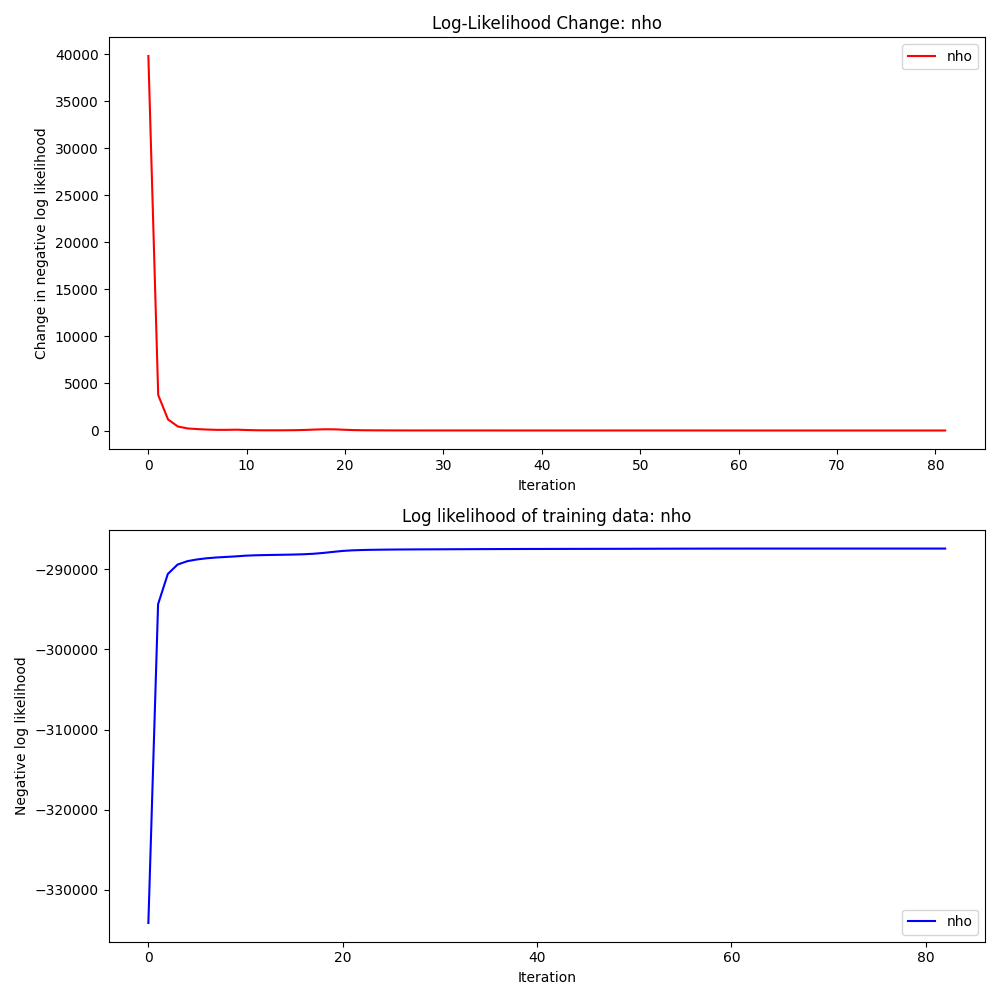 Log-Likelihood Change: nho
nho
Change in negative log likelihood
40000
35000
30000
25000
20000
15000
10000
5000
0
0 10 20 30 40 50 60 70 80
Iteration
Log likelihood of training data: nho
Negative log likelihood
−290000
−300000
−310000
−320000
−330000
nho
0 20 40 60 80
Iteration